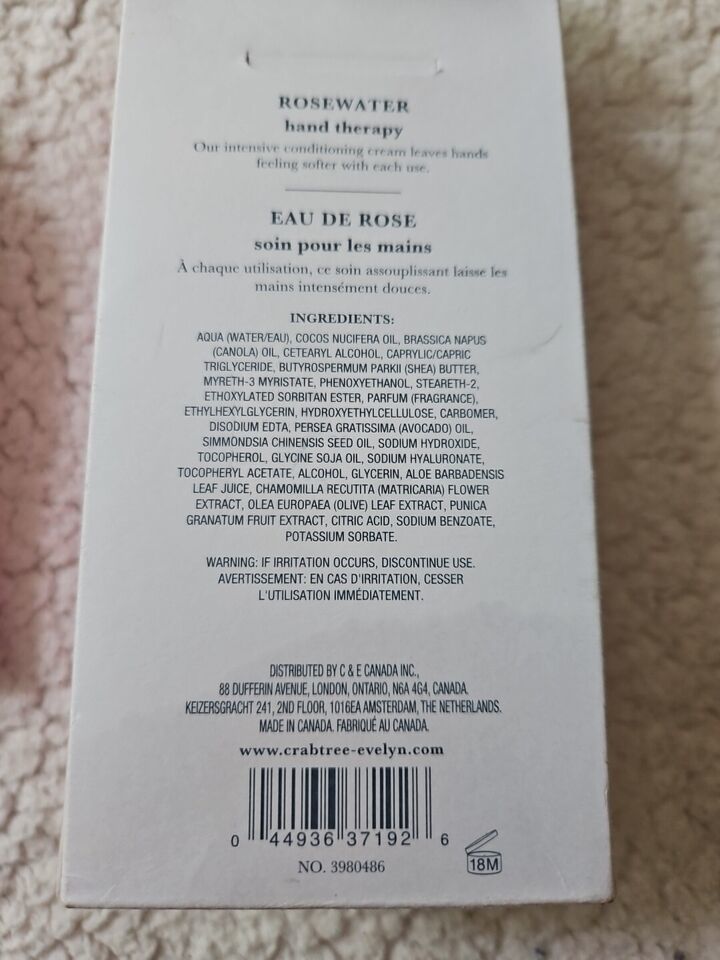 ROSEWATER
hand therapy
Our intensive conditioning cream leaves hands
feeling softer with each use.
EAU DE ROSE
soin pour les mains
À chaque utilisation, ce soin assouplissant laisse les
mains intensément douces.
INGREDIENTS:
AQUA (WATER/EAU), COCOS NUCIFERA OIL, BRASSICA NAPUS
(CANOLA) OIL, CETEARYL ALCOHOL, CAPRYLIC/CAPRIC
TRIGLYCERIDE, BUTYROSPERMUM PARKII (SHEA) BUTTER,
MYRETH-3 MYRISTATE, PHENOXYETHANOL, STEARETH-2,
ETHOXYLATED SORBITAN ESTER, PARFUM (FRAGRANCE),
ETHYLHEXYLGLYCERIN, HYDROXYETHYLCELLULOSE, CARBOMER,
DISODIUM EDTA, PERSEA GRATISSIMA (AVOCADO) OIL,
SIMMONDSIA CHINENSIS SEED OIL, SODIUM HYDROXIDE,
TOCOPHEROL, GLYCINE SOJA OIL, SODIUM HYALURONATE,
TOCOPHERYL ACETATE, ALCOHOL, GLYCERIN, ALOE BARBADENSIS
LEAF JUICE, CHAMOMILLA RECUTITA (MATRICARIA) FLOWER
EXTRACT, OLEA EUROPAEA (OLIVE) LEAF EXTRACT, PUNICA
GRANATUM FRUIT EXTRACT, CITRIC ACID, SODIUM BENZOATE,
POTASSIUM SORBATE.
WARNING: IF IRRITATION OCCURS, DISCONTINUE USE.
AVERTISSEMENT: EN CAS D'IRRITATION, CESSER
L'UTILISATION IMMÉDIATEMENT.
DISTRIBUTED BY C & E CANADA INC.,
88 DUFFERIN AVENUE, LONDON, ONTARIO, N6A 4G4, CANADA.
KEIZERSGRACHT 241, 2ND FLOOR, 1016EA AMSTERDAM, THE NETHERLANDS.
MADE IN CANADA. FABRIQUÉ AU CANADA.
www.crabtree-evelyn.com
0 44936 37192 6
NO. 3980486
18M